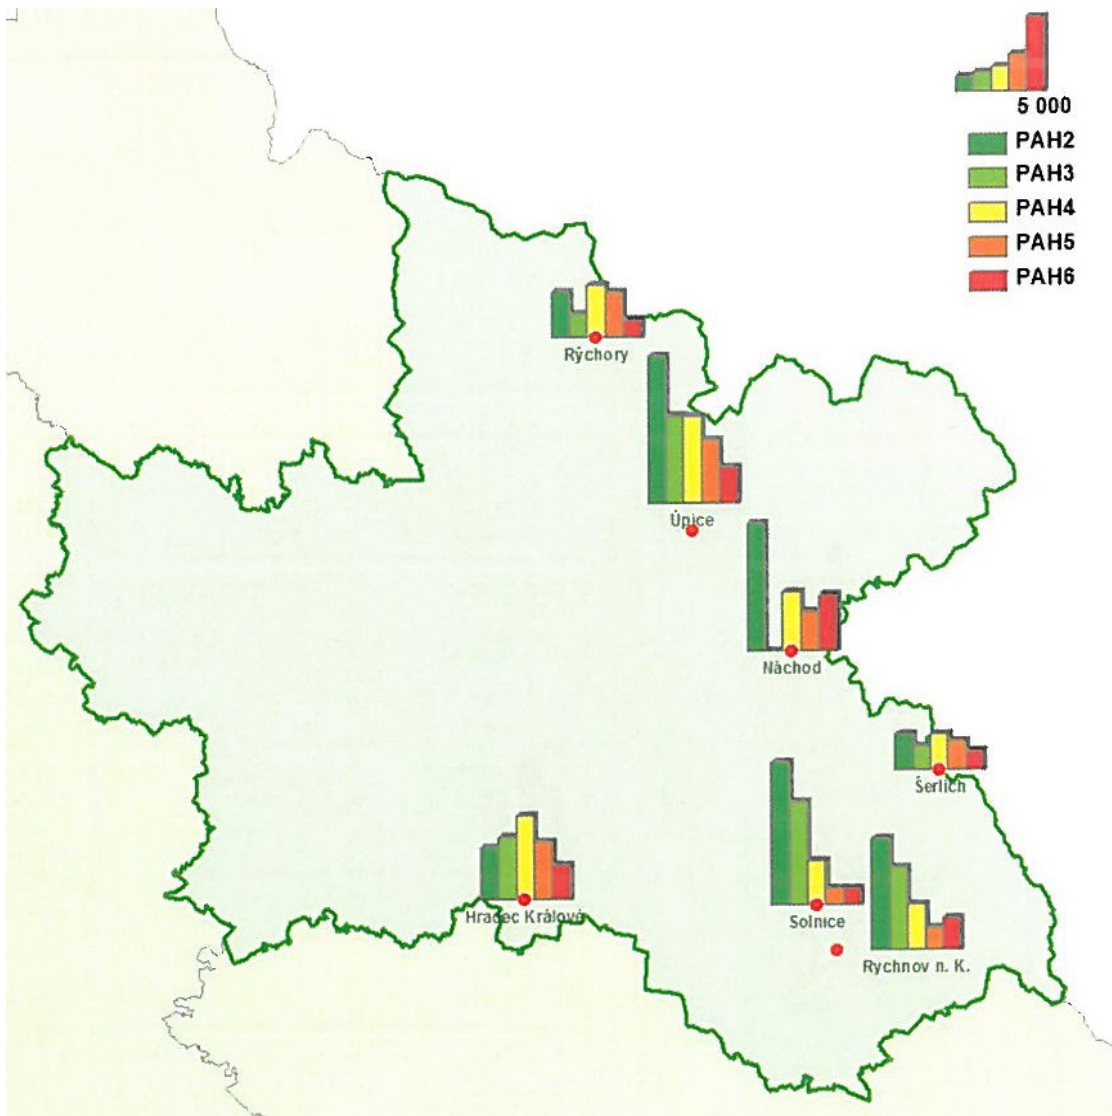 5 000
PAH2
PAH3
PAH4
PAH5
PAH6
Rýchory
Úpice
Náchod
Šerlich
Hradec Králové
Solnice
Rychnov n. K.